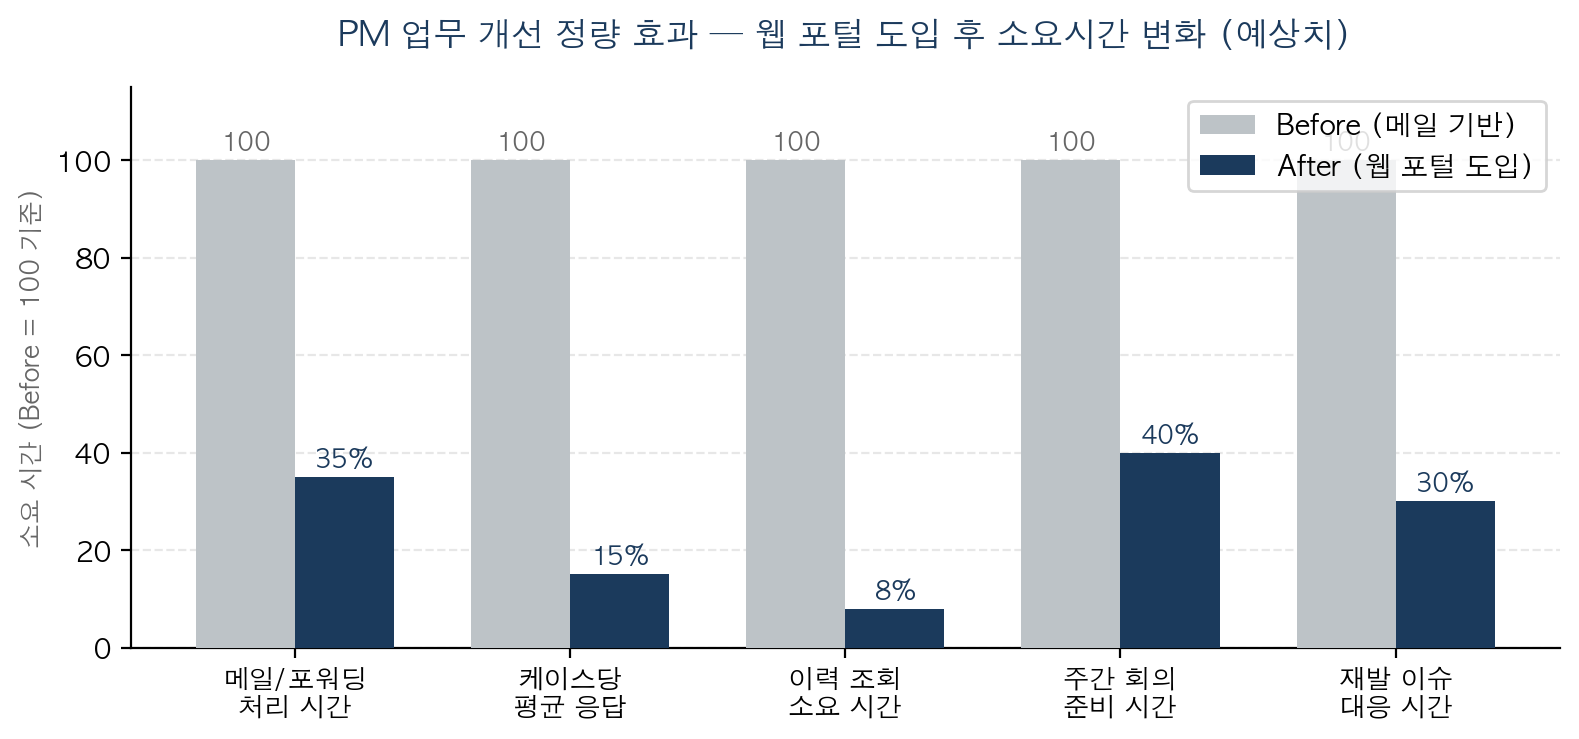 PM 업무 개선 정량 효과 — 웹 포털 도입 후 소요시간 변화 (예상치)
소요 시간 (Before = 100 기준)
100
80
60
40
20
0
100
100
100
100
100
Before (메일 기반)
After (웹 포털 도입)
35%
15%
8%
40%
30%
메일/포워딩
처리 시간
케이스당
평균 응답
이력 조회
소요 시간
주간 회의
준비 시간
재발 이슈
대응 시간